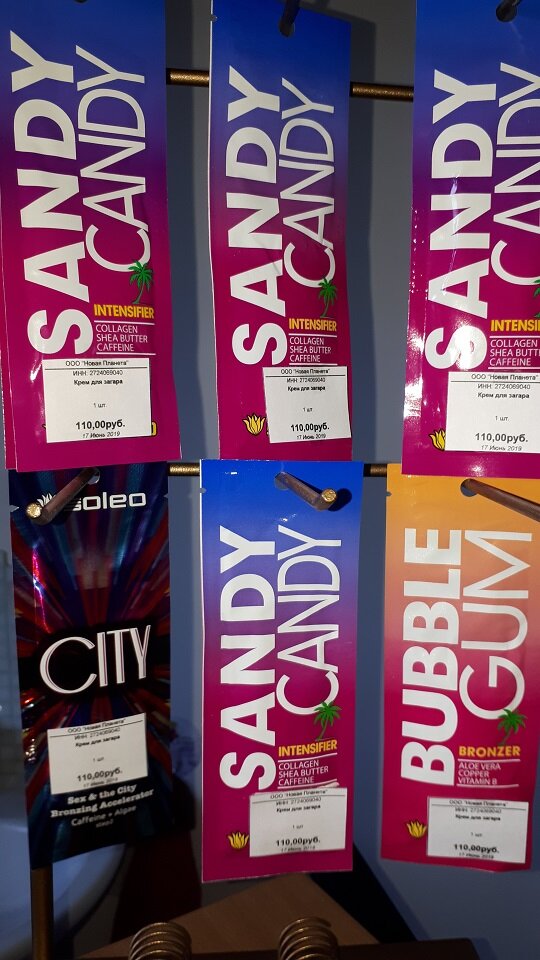 SANDY
CANDY
INTENSIFIER
COLLAGEN
SHEA BUTTER
CAFFEINE
ООО "Новая Планета"
ИНН: 2724069040
Крем для загара
1 шт.
110,00руб.
17 Июнь 2019
SANDY
CANDY
INTENSIFIER
COLLAGEN
SHEA BUTTER
CAFFEINE
ООО "Новая Планета"
ИНН: 2724069040
Крем для загара
1 шт.
110,00руб.
17 Июнь 2019
SANDY
CANDY
INTENSI
COLLAGEN
SHEA BUTT
CAFFEINE
ООО "Новая Планета"
ИНН: 2724069040
Крем для загара
1 шт.
110,00руб.
17 Июнь 2019
soleo
CITY
ООО "Новая Планета"
ИНН: 2724069040
Крем для загара
1 шт.
110,00руб.
Sex & the City
Bronzing Accelerator
Caffeine + Algae
SANDY
CANDY
INTENSIFIER
COLLAGEN
SHEA BUTTER
CAFFEINE
ООО "Новая Планета"
ИНН: 2724069040
Крем для загара
1 шт.
110,00руб.
17 Июнь 2019
BUBBLE
GUM
BRONZER
ALOE VERA
COPPER
VITAMIN B
ООО "Новая Планета"
ИНН: 2724069040
Крем для загара
1 шт.
110,00руб.
17 Июнь 2019